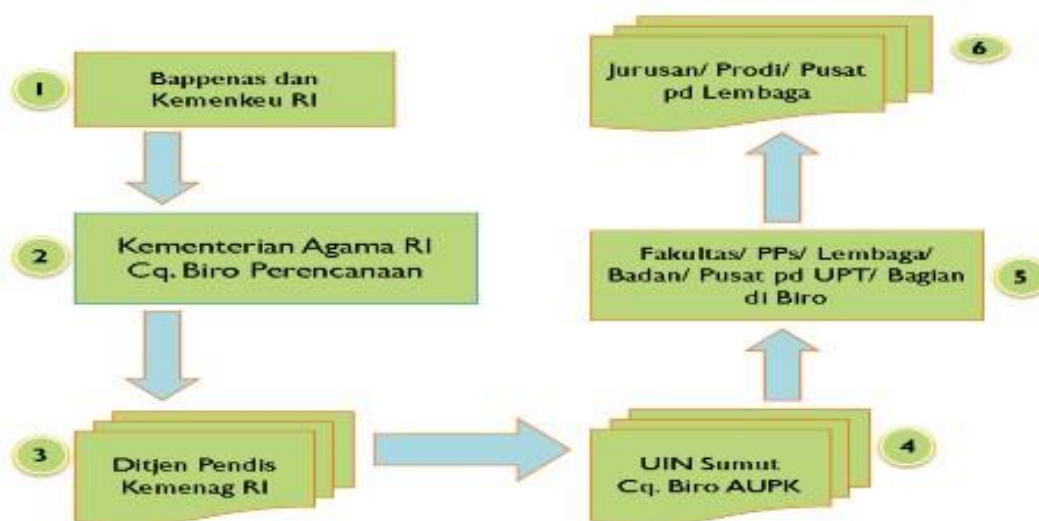 1
Bappenas dan
Kemenkeu RI
2
Kementerian Agama RI
Cq. Biro Perencanaan
3
Ditjen Pendis
Kemenag RI
4
UIN Sumut
Cq. Biro AUPK
5
Fakultas/ PPs/ Lembaga/
Badan/ Pusat pd UPT/ Bagian
di Biro
6
Jurusan/ Prodi/ Pusat
pd Lembaga